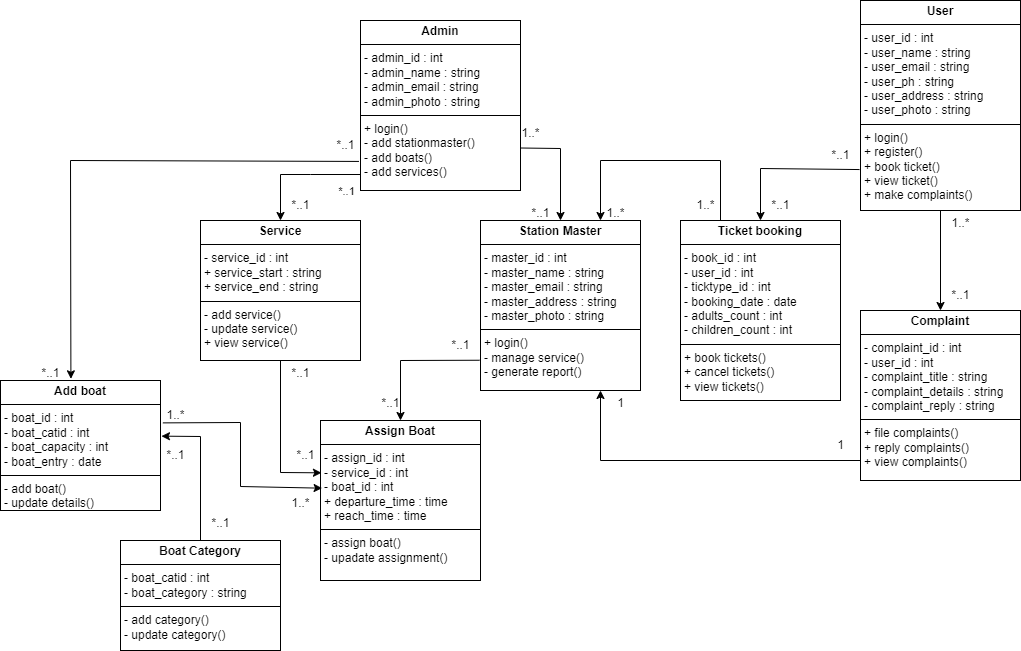 User
- user_id : int
- user_name : string
- user_email : string
- user_ph : string
- user_address : string
- user_photo : string
+ login()
+ register()
+ book ticket()
+ view ticket()
+ make complaints()
Admin
- admin_id : int
- admin_name : string
- admin_email : string
- admin_photo : string
+ login()
- add stationmaster()
- add boats()
- add services()
*..1
1..*
*..1
*..1
*..1
*..1
1..*
1..*
*..1
1..*
*..1
Service
- service_id : int
+ service_start : string
+ service_end : string
- add service()
- update service()
+ view service()
Station Master
- master_id : int
- master_name : string
- master_email : string
- master_address : string
- master_photo : string
+ login()
- manage service()
- generate report()
Ticket booking
- book_id : int
- user_id : int
- ticktype_id : int
- booking_date : date
- adults_count : int
- children_count : int
+ book tickets()
+ cancel tickets()
+ view tickets()
Complaint
- complaint_id : int
- user_id : int
- complaint_title : string
- complaint_details : string
- complaint_reply : string
+ file complaints()
+ reply complaints()
+ view complaints()
*..1
*..1
*..1
*..1
1
1
Add boat
- boat_id : int
- boat_catid : int
- boat_capacity : int
- boat_entry : date
- add boat()
- update details()
1..*
*..1
*..1
1..*
*..1
Assign Boat
- assign_id : int
- service_id : int
- boat_id : int
+ departure_time : time
+ reach_time : time
- assign boat()
- upadate assignment()
Boat Category
- boat_catid : int
- boat_category : string
- add category()
- update category()